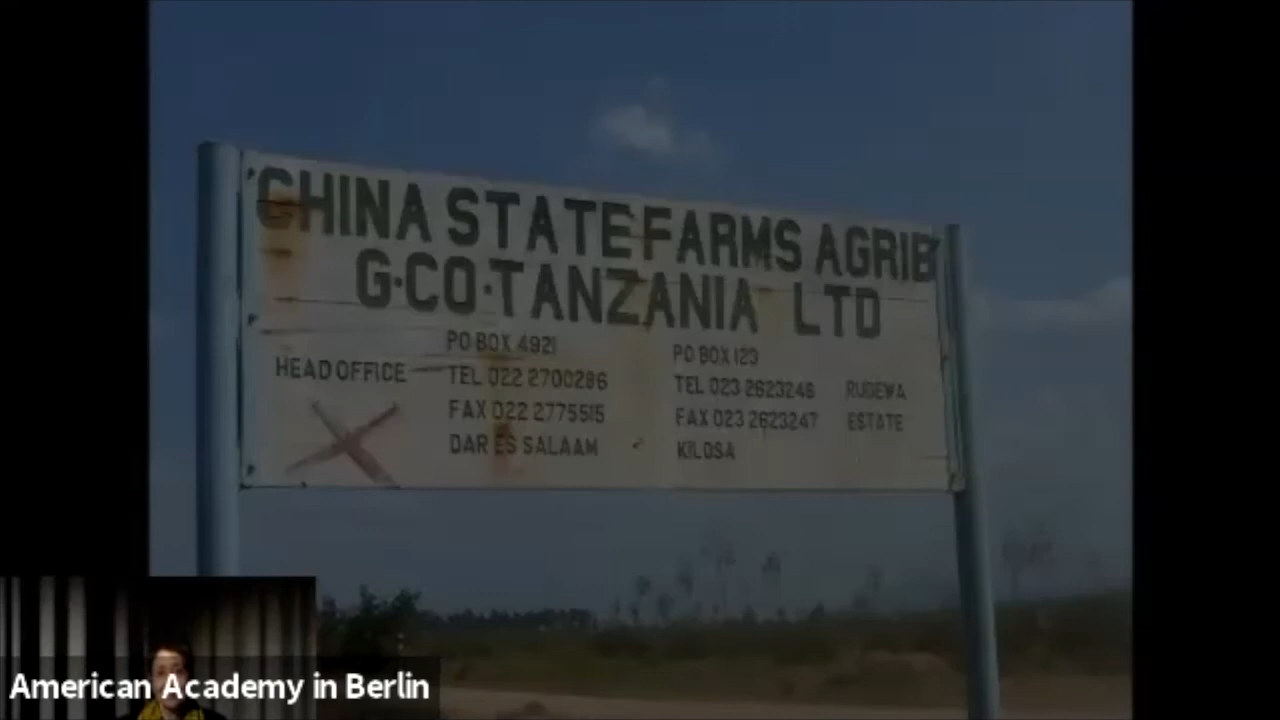 CHINA STATE FARMS AGRIB
G·CO·TANZANIA LTD
HEAD OFFICE
PO BOX 4921
TEL 022 2700286
FAX 022 2775515
DAR ES SALAAM
PO BOX 123
TEL 023 2623246
FAX 023 2623247
KILOSA
RUDEWA
ESTATE
American Academy in Berlin